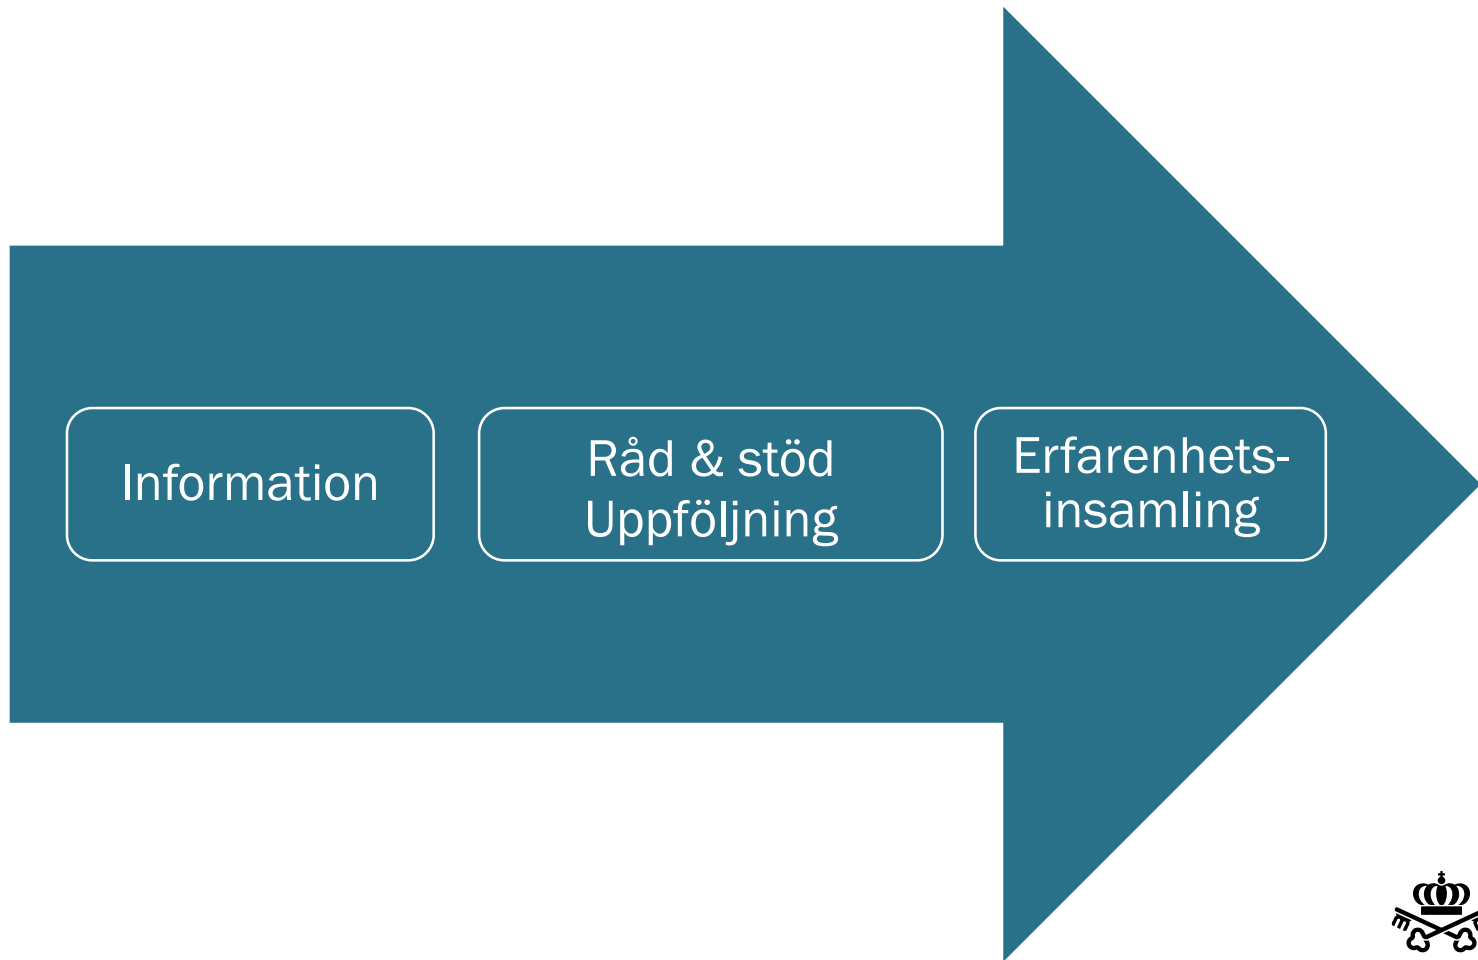 Information
Råd & stöd
Uppföljning
Erfarenhets-
insamling